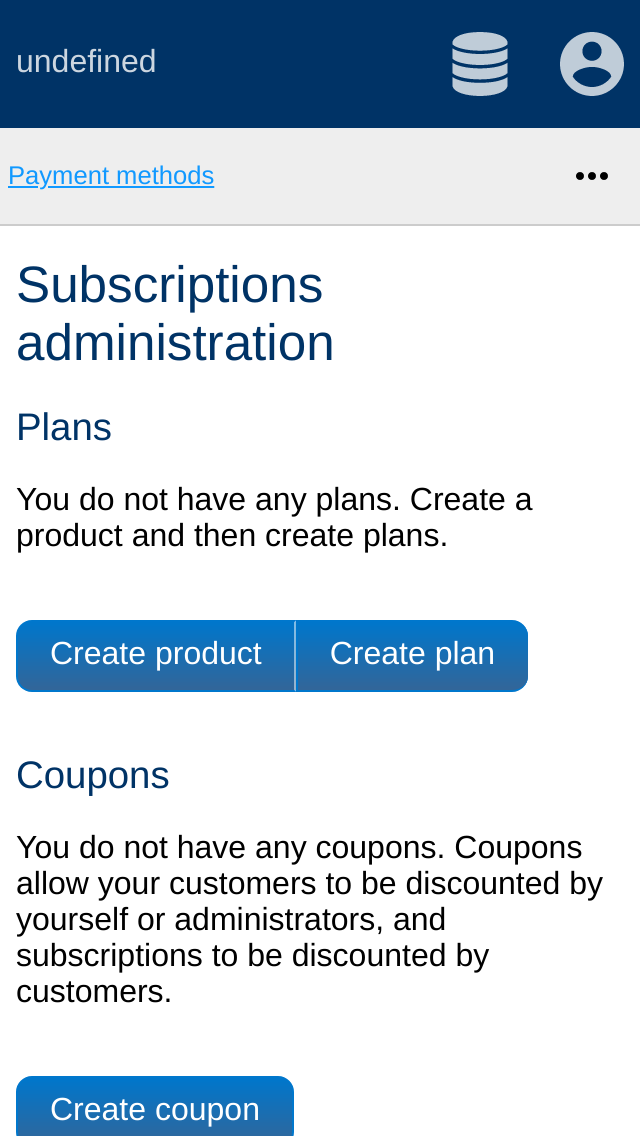 undefined
Payment methods
Subscriptions
administration
Plans
You do not have any plans. Create a
product and then create plans.
Create product Create plan
Coupons
You do not have any coupons. Coupons
allow your customers to be discounted by
yourself or administrators, and
subscriptions to be discounted by
customers.
Create coupon